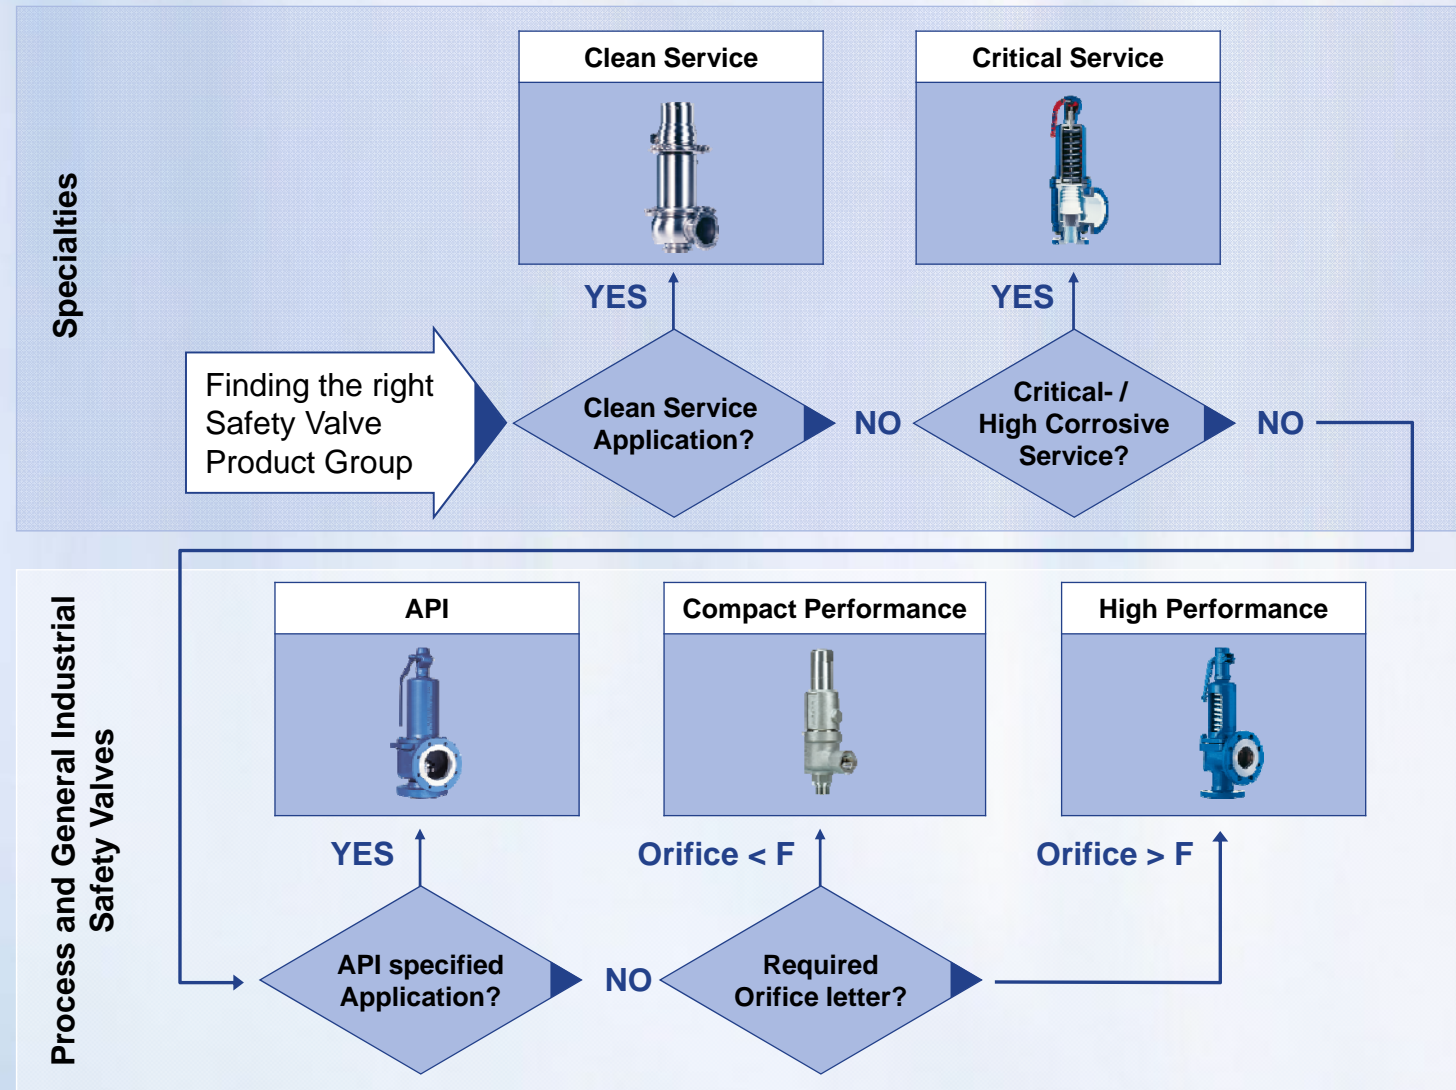 Specialties
Clean Service
Critical Service
YES
YES
Finding the right
Safety Valve
Product Group
Clean Service
Application?
NO
Critical- /
High Corrosive
Service?
NO
Process and General Industrial
Safety Valves
API
Compact Performance
High Performance
YES
Orifice < F
Orifice > F
API specified
Application?
NO
Required
Orifice letter?